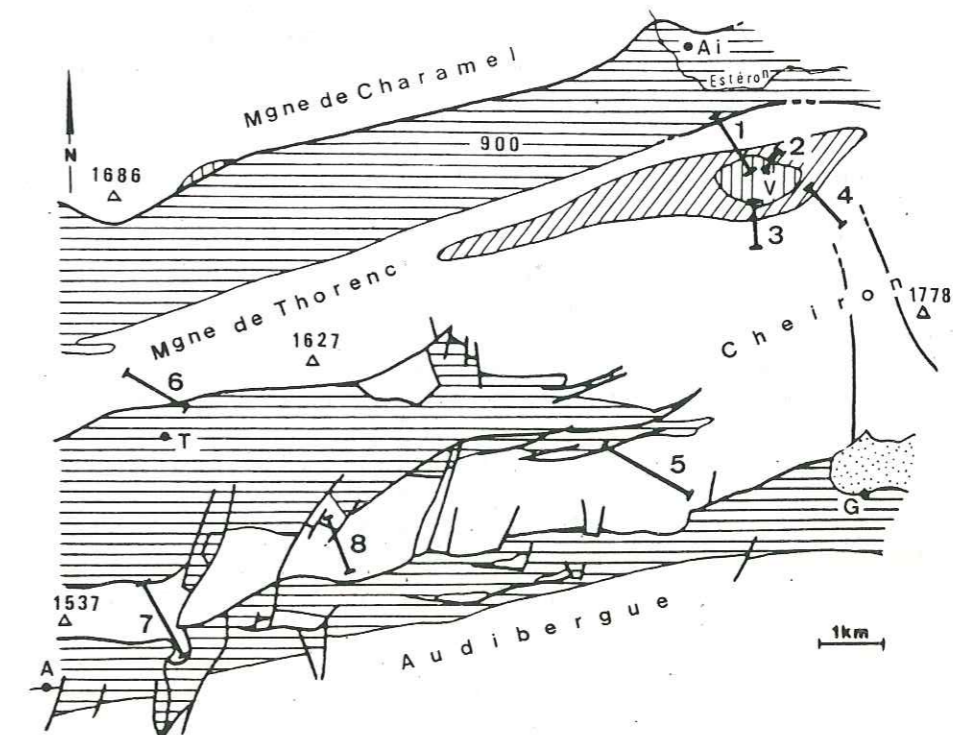 Ai
Estéron
Mgne de Charamel
1
900
2
N
1686
V
4
3
Mgne de Thorenc
1778
Cheiron
1627
6
T
5
G
8
1537
7
Audibergue
1km
A